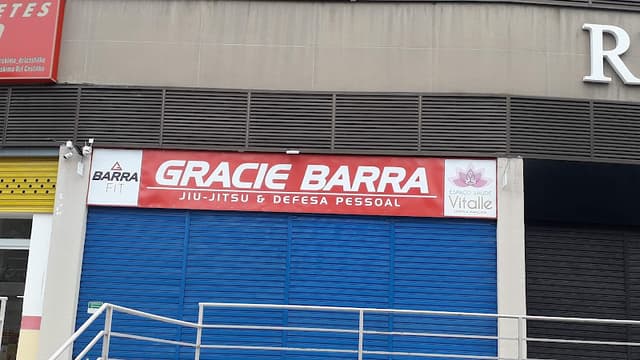 ETES
R
BARRA
FIT
GRACIE BARRA
JIU-JITSU & DEFESA PESSOAL
ESPAÇO SAÚDE
Vitalle